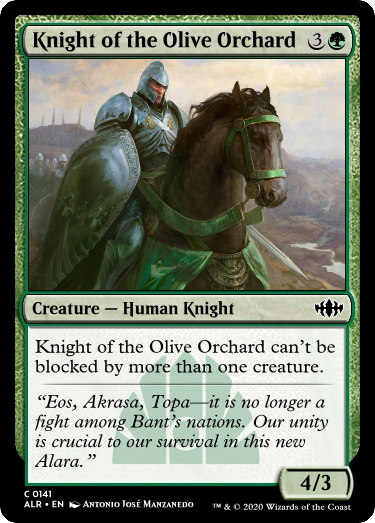 Knight of the Olive Orchard 3
Creature — Human Knight
Knight of the Olive Orchard can't be
blocked by more than one creature.
“Eos, Akrasa, Topa—it is no longer a
fight among Bant's nations. Our unity
is crucial to our survival in this new
Alara.”
4/3
C 0141
ALR • EN Antonio José Manzanedo
™ & © 2020 Wizards of the Coast